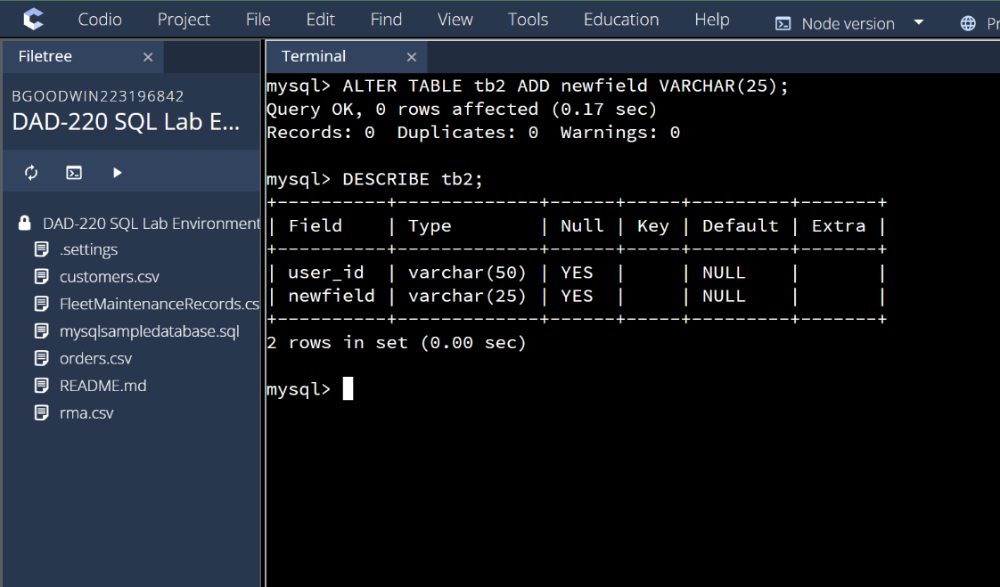 Codio Project File Edit Find View Tools Education Help Node version
Filetree × Terminal ×
BGOODWIN223196842
DAD-220 SQL Lab E...
DAD-220 SQL Lab Environment
.settings
customers.csv
FleetMaintenanceRecords.cs
mysqlsampledatabase.sql
orders.csv
README.md
rma.csv
mysql> ALTER TABLE tb2 ADD newfield VARCHAR(25);
Query OK, 0 rows affected (0.17 sec)
Records: 0  Duplicates: 0  Warnings: 0
mysql> DESCRIBE tb2;
+----------+-------------+------+-----+---------+-------+
| Field    | Type        | Null | Key | Default | Extra |
+----------+-------------+------+-----+---------+-------+
| user_id  | varchar(50) | YES  |     | NULL    |       |
| newfield | varchar(25) | YES  |     | NULL    |       |
+----------+-------------+------+-----+---------+-------+
2 rows in set (0.00 sec)
mysql>